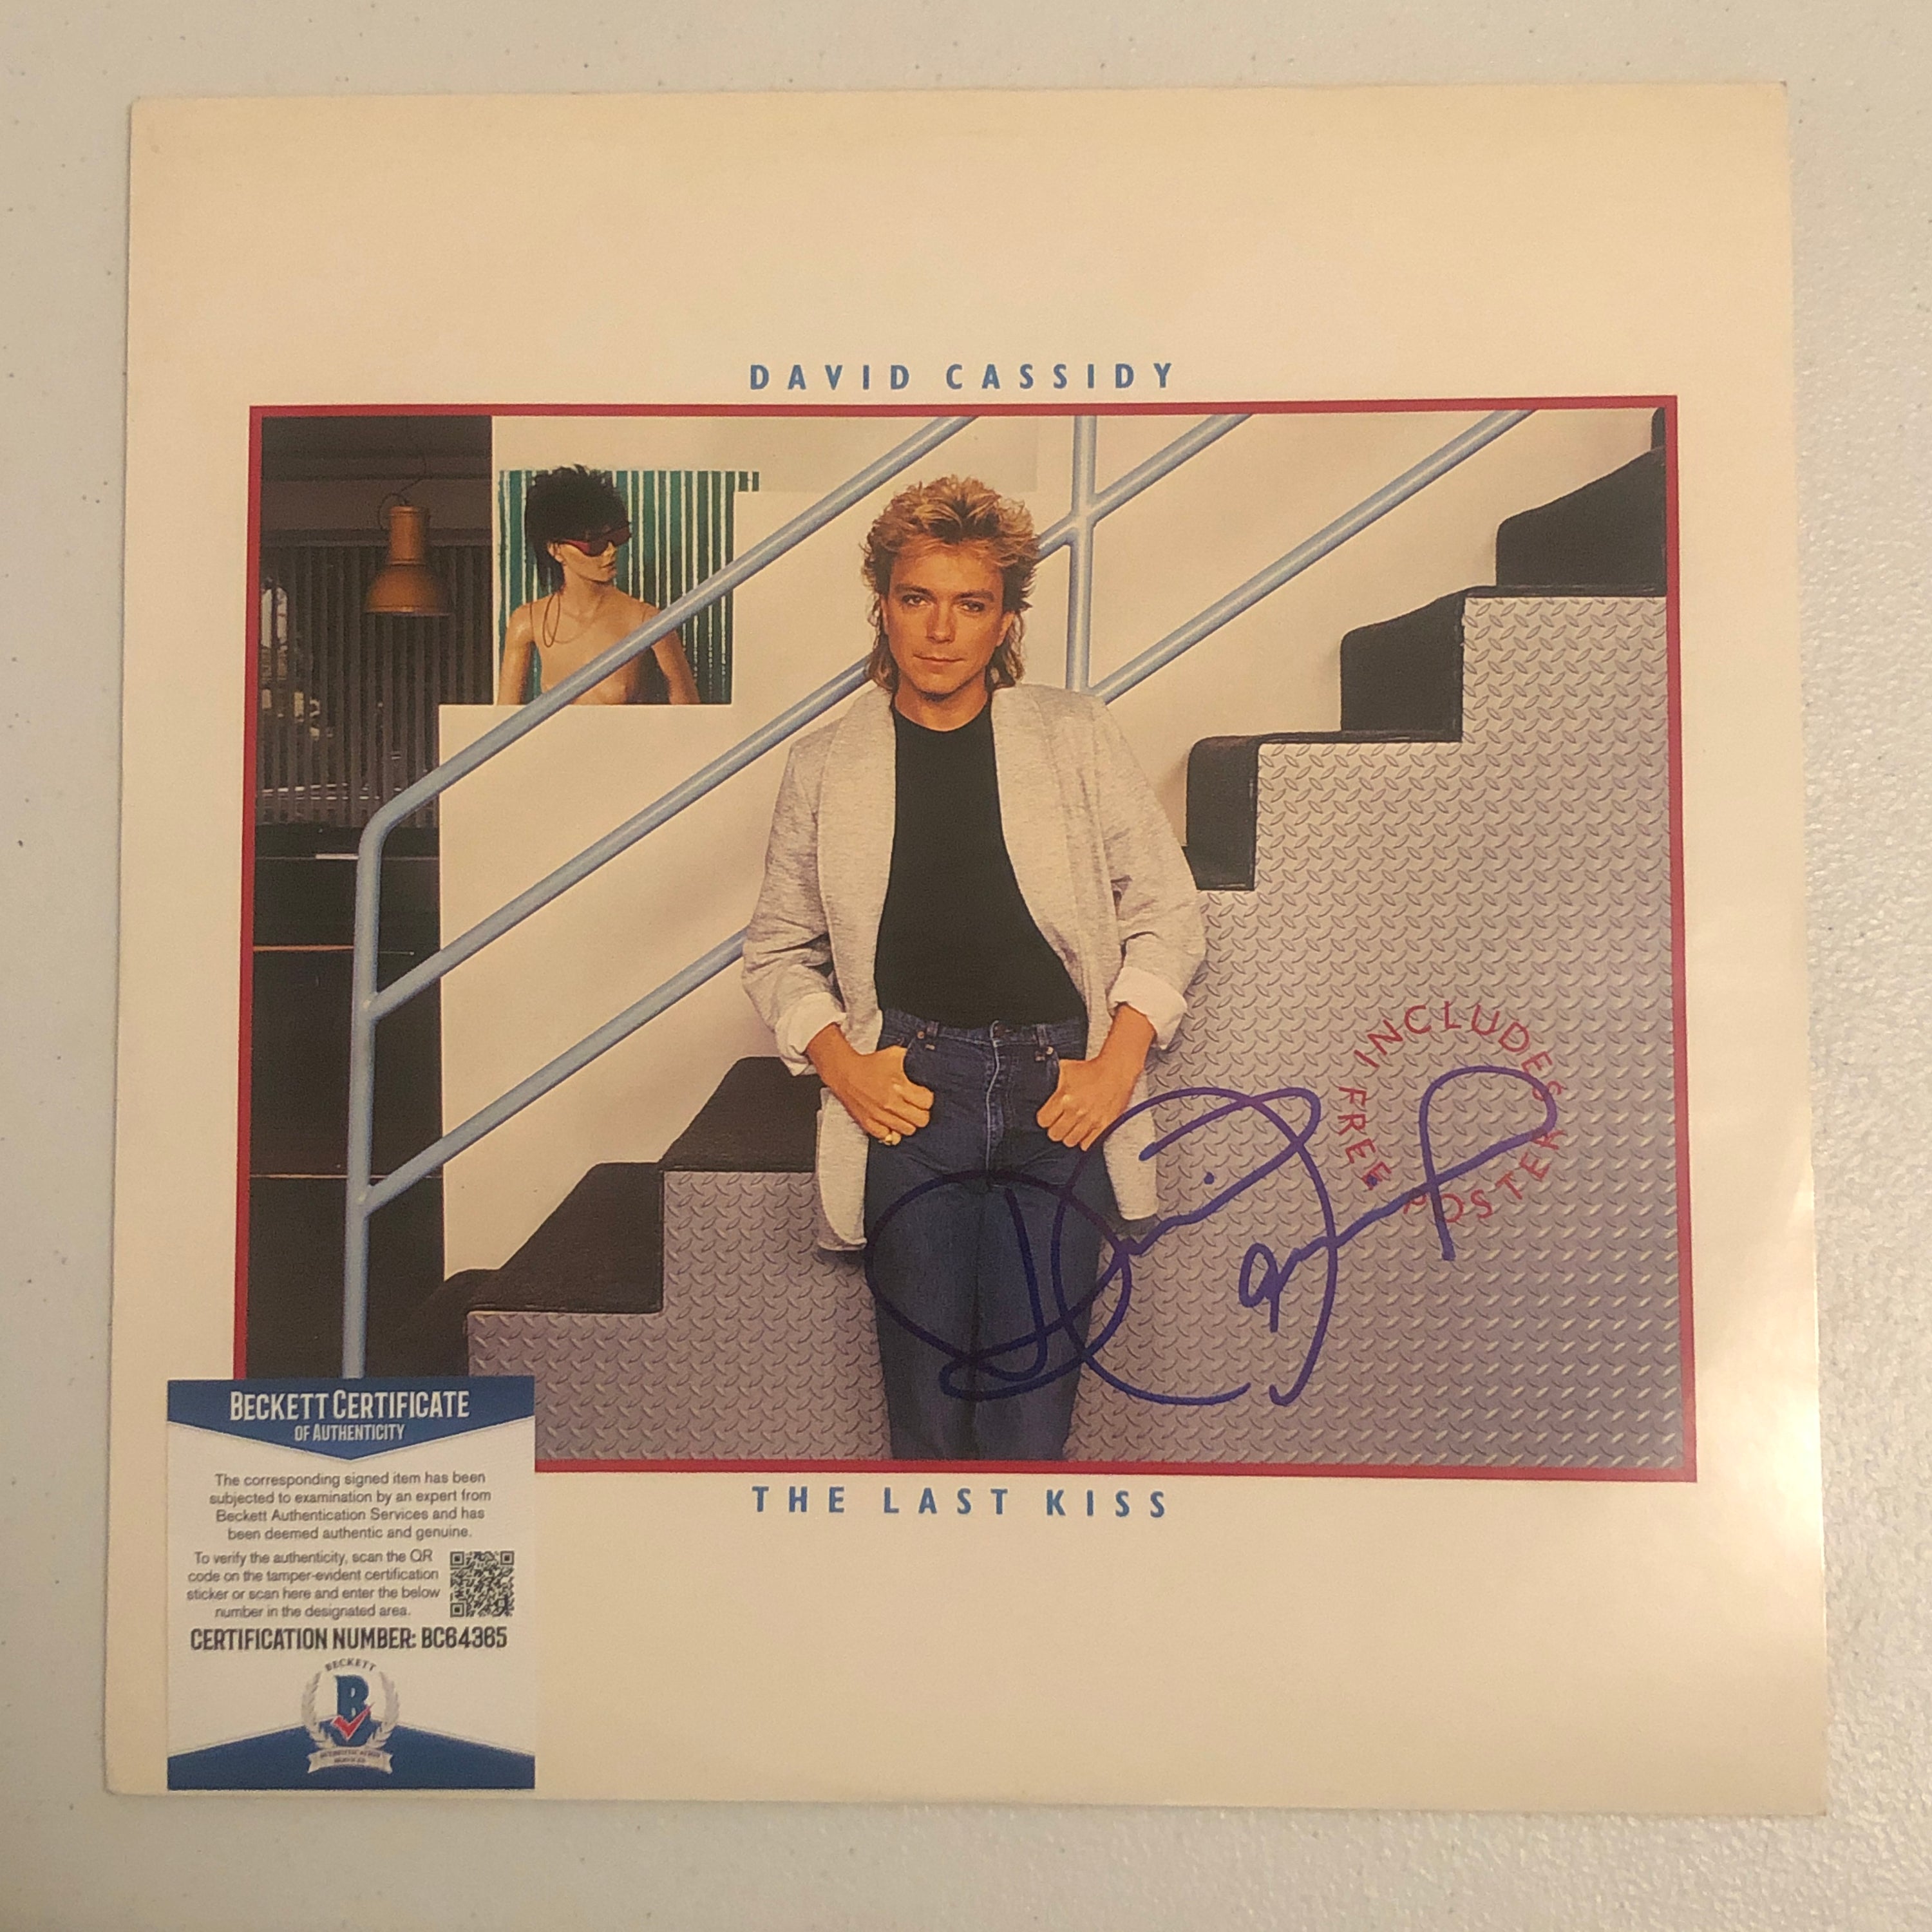 DAVID CASSIDY
INCLUDES
FREE POSTER
THE LAST KISS
BECKETT CERTIFICATE
OF AUTHENTICITY
The corresponding signed item has been
subjected to examination by an expert from
Beckett Authentication Services and has
been deemed authentic and genuine.
To verify the authenticity, scan the QR
code on the tamper-evident certification
sticker or scan here and enter the below
number in the designated area.
CERTIFICATION NUMBER: BC64365
BECKETT
B
AUTHENTICATION
SERVICES